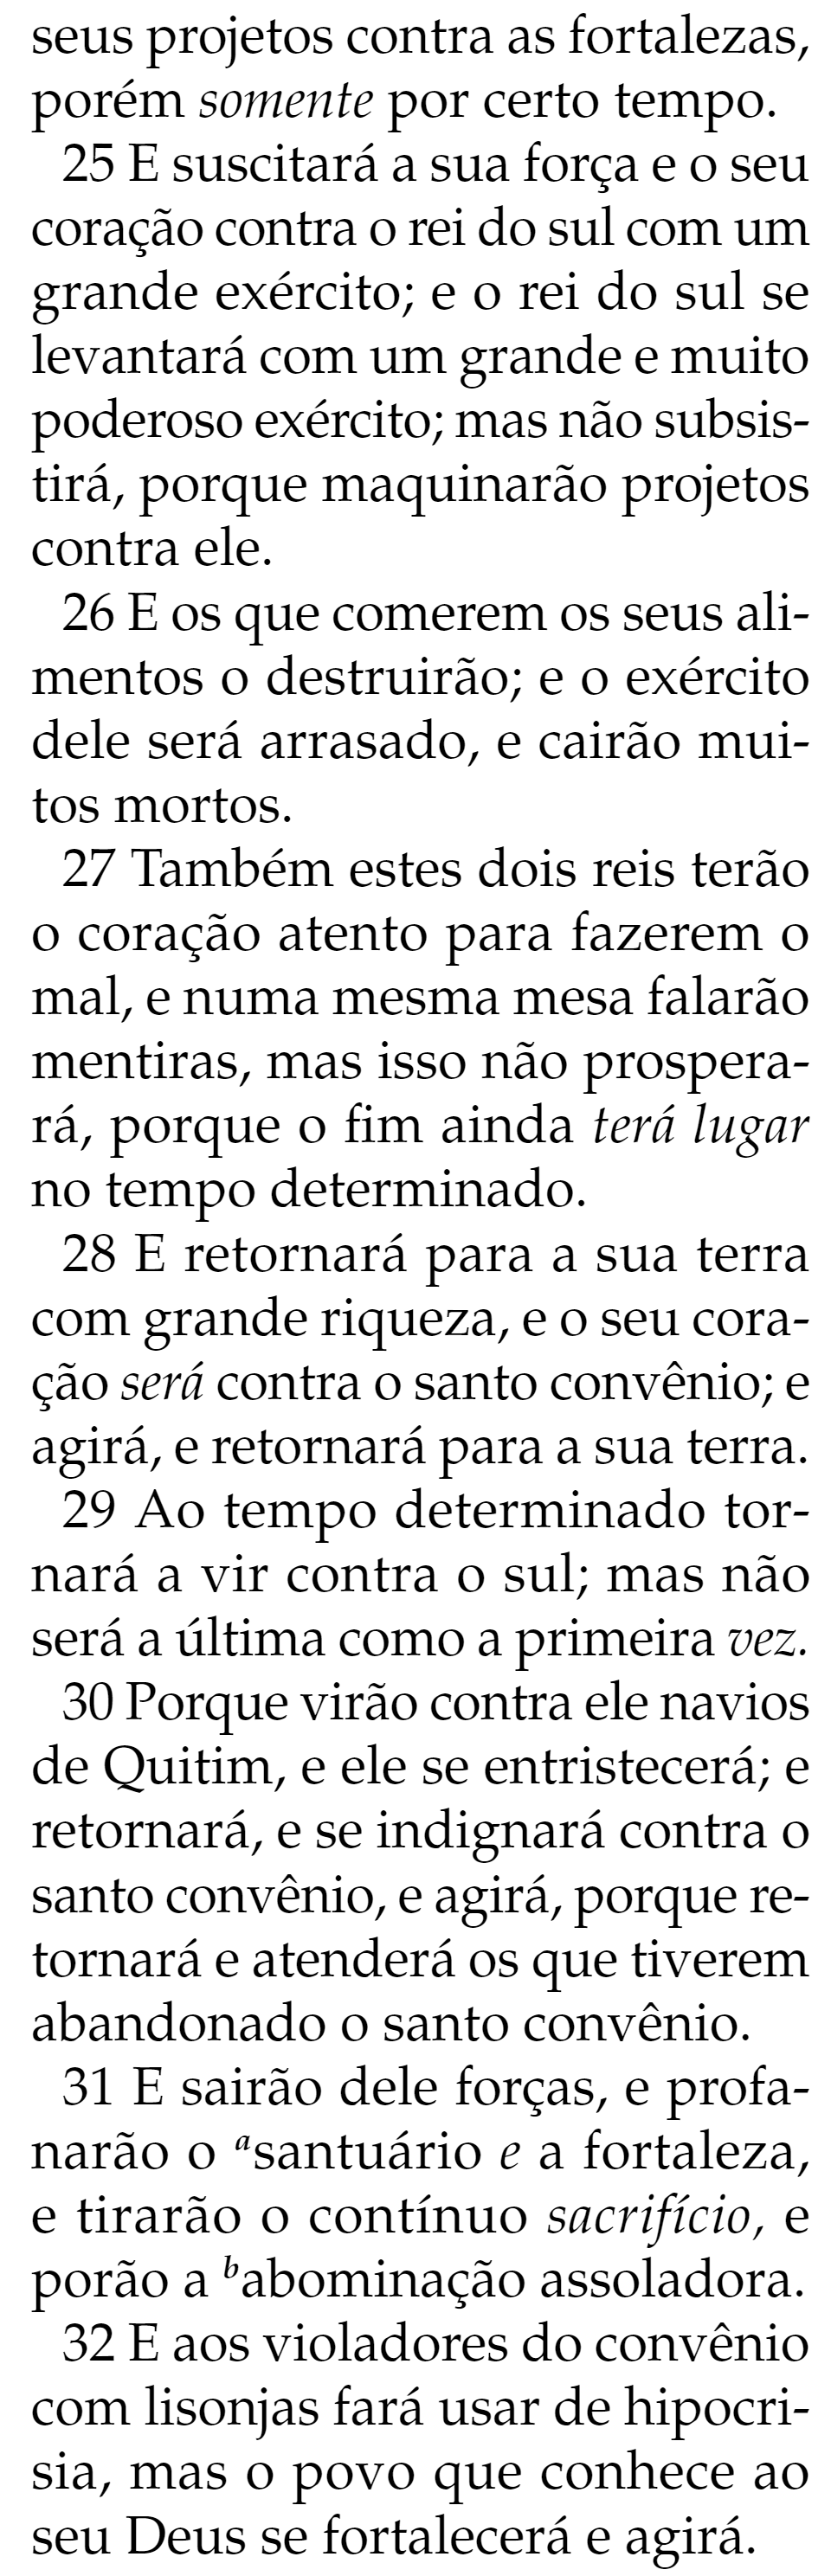 seus projetos contra as fortalezas,
porém somente por certo tempo.
25 E suscitará a sua força e o seu
coração contra o rei do sul com um
grande exército; e o rei do sul se
levantará com um grande e muito
poderoso exército; mas não subsis-
tirá, porque maquinarão projetos
contra ele.
26 E os que comerem os seus ali-
mentos o destruirão; e o exército
dele será arrasado, e cairão mui-
tos mortos.
27 Também estes dois reis terão
o coração atento para fazerem o
mal, e numa mesma mesa falarão
mentiras, mas isso não prospera-
rá, porque o fim ainda terá lugar
no tempo determinado.
28 E retornará para a sua terra
com grande riqueza, e o seu cora-
ção será contra o santo convênio; e
agirá, e retornará para a sua terra.
29 Ao tempo determinado tor-
nará a vir contra o sul; mas não
será a última como a primeira vez.
30 Porque virão contra ele navios
de Quitim, e ele se entristecerá; e
retornará, e se indignará contra o
santo convênio, e agirá, porque re-
tornará e atenderá os que tiverem
abandonado o santo convênio.
31 E sairão dele forças, e profa-
narão o ᵃsantuário e a fortaleza,
e tirarão o contínuo sacrifício, e
porão a ᵇabominação assoladora.
32 E aos violadores do convênio
com lisonjas fará usar de hipocri-
sia, mas o povo que conhece ao
seu Deus se fortalecerá e agirá.